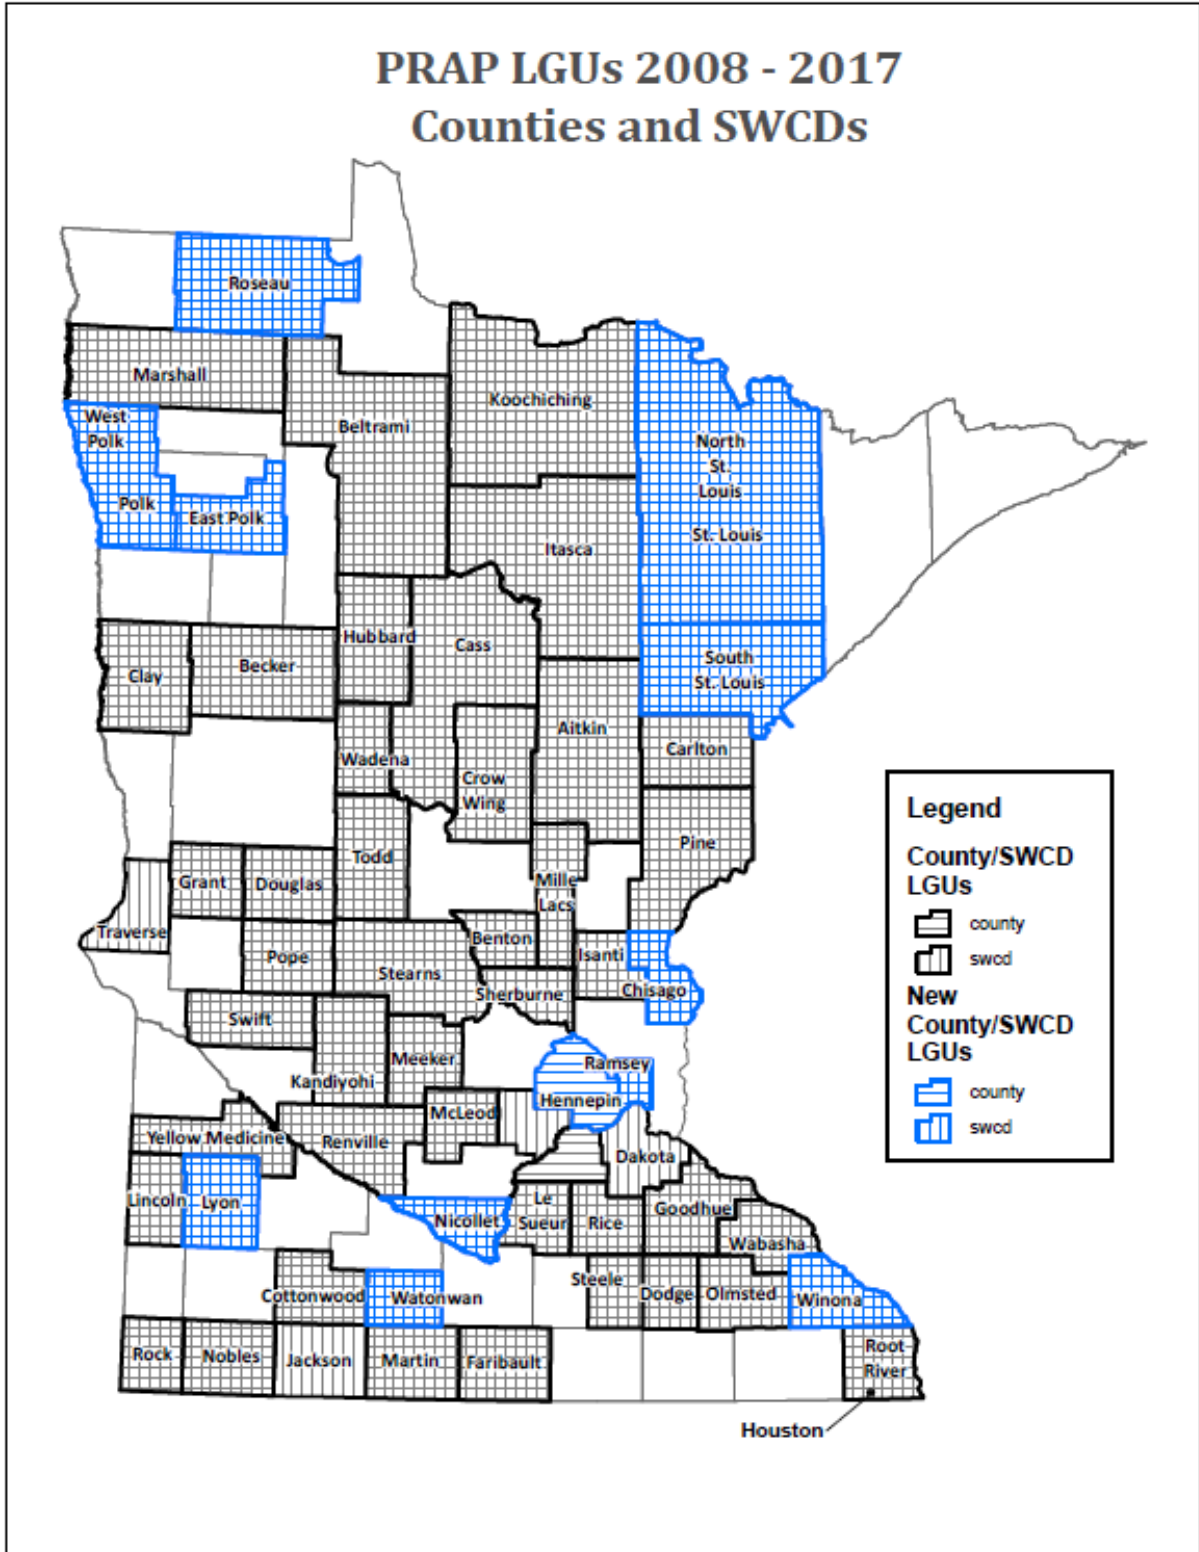 PRAP LGUs 2008 - 2017
Counties and SWCDs
Roseau
Marshall
Koochiching
West
Polk
Beltrami
North
St.
Louis
Polk
East Polk
St. Louis
Itasca
Hubbard
Cass
South
St. Louis
Clay
Becker
Aitkin
Carlton
Wadena
Crow
Wing
Pine
Todd
Grant
Douglas
Mille
Lacs
Traverse
Benton
Isanti
Pope
Stearns
Sherburne
Chisago
Swift
Meeker
Ramsey
Kandiyohi
Hennepin
McLeod
Yellow Medicine
Renville
Dakota
Lincoln
Lyon
Nicollet
Le
Sueur
Rice
Goodhue
Wabasha
Cottonwood
Watonwan
Steele
Dodge
Olmsted
Winona
Rock
Nobles
Jackson
Martin
Faribault
Root
River
Houston
Legend
County/SWCD
LGUs
county
swcd
New
County/SWCD
LGUs
county
swcd